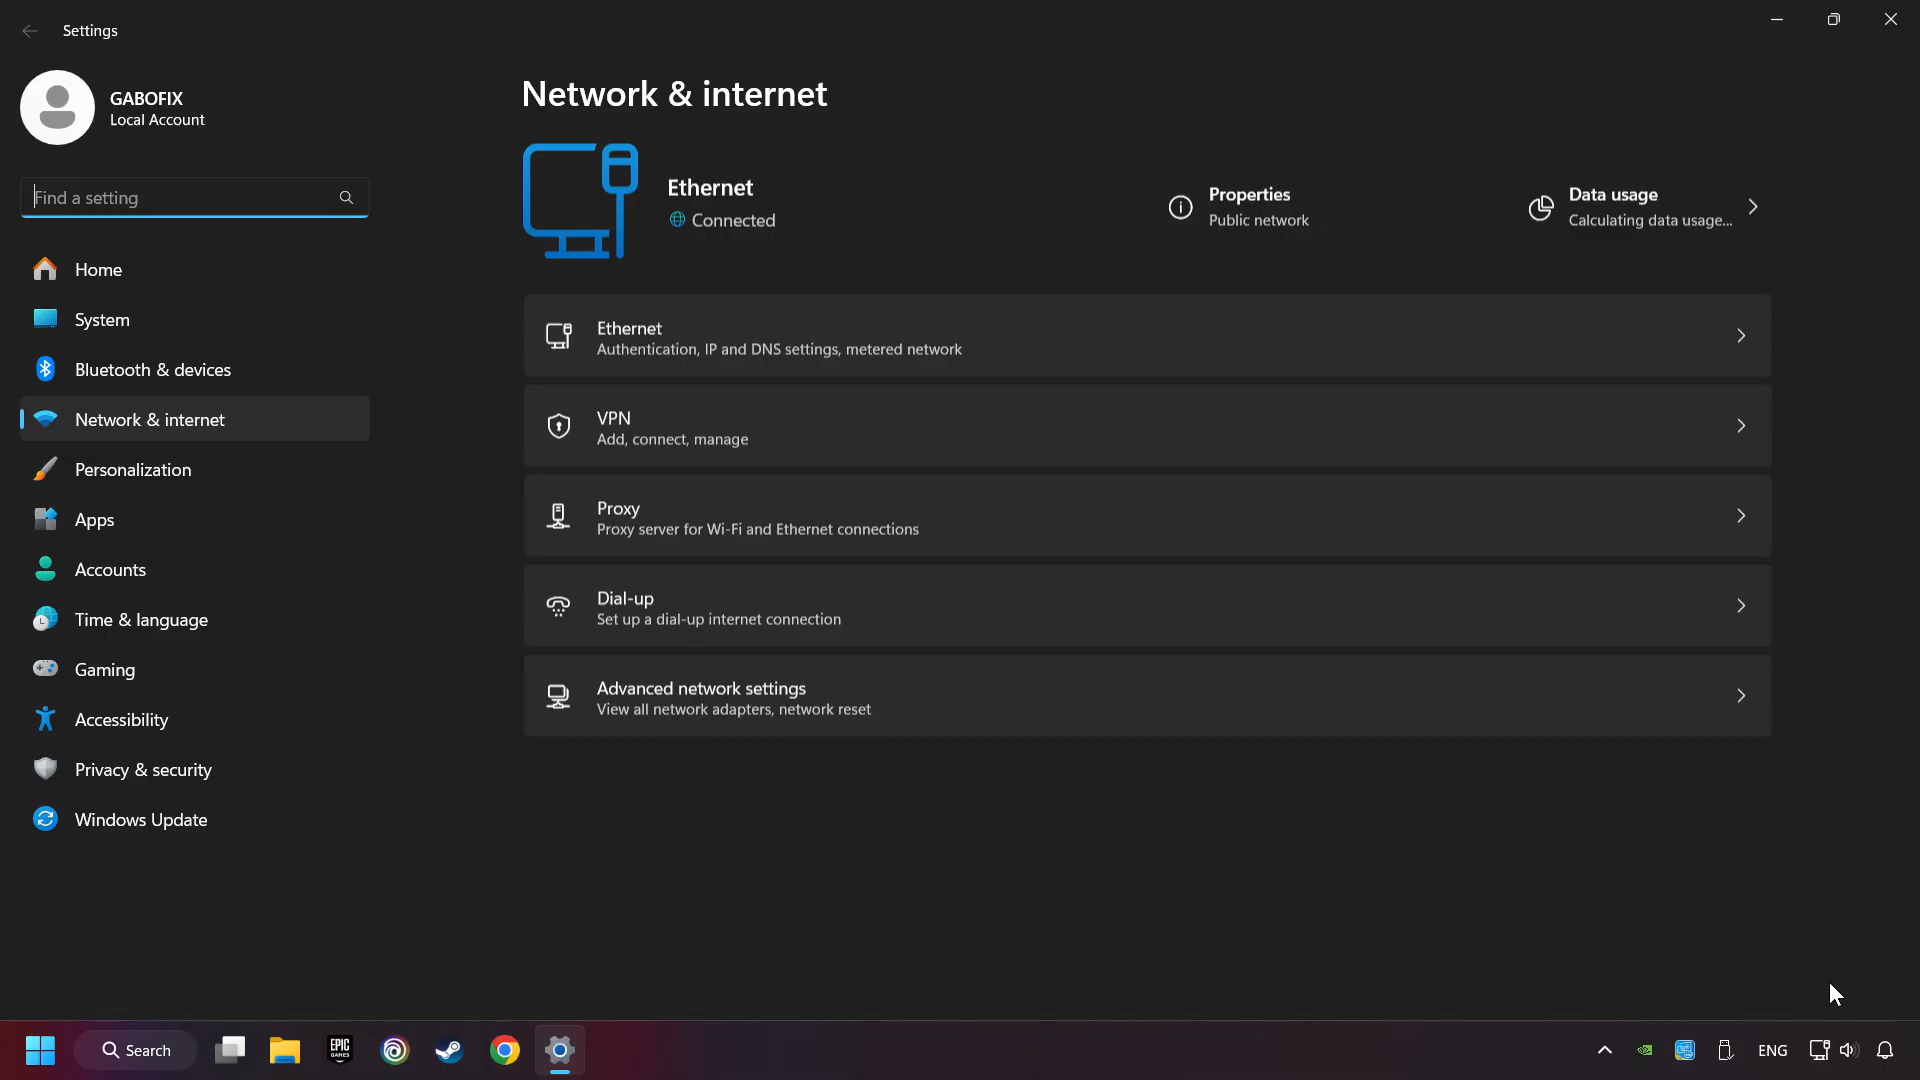 Settings
GABOFIX
Local Account
Find a setting
Home
System
Bluetooth & devices
Network & internet
Personalization
Apps
Accounts
Time & language
Gaming
Accessibility
Privacy & security
Windows Update
Network & internet
Ethernet
Connected
Properties
Public network
Data usage
Calculating data usage...
Ethernet
Authentication, IP and DNS settings, metered network
VPN
Add, connect, manage
Proxy
Proxy server for Wi-Fi and Ethernet connections
Dial-up
Set up a dial-up internet connection
Advanced network settings
View all network adapters, network reset
Search
EPIC
GAMES
ENG